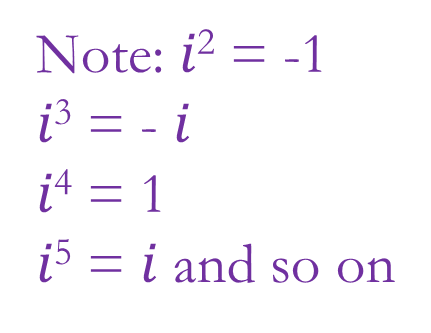 Note: i² = -1
i³ = - i
i⁴ = 1
i⁵ = i and so on